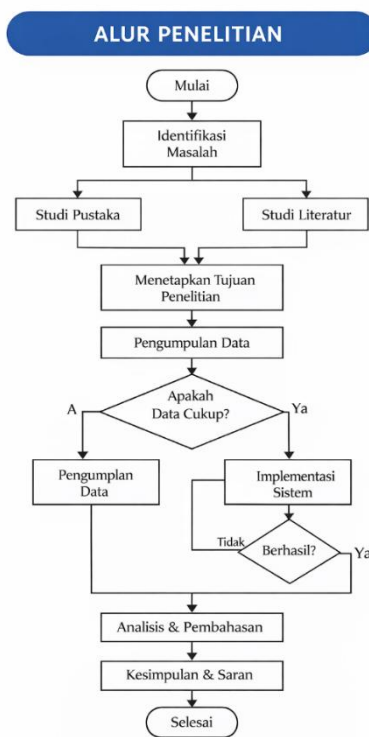 ALUR PENELITIAN
Mulai
Identifikasi
Masalah
Studi Pustaka
Studi Literatur
Menetapkan Tujuan
Penelitian
Pengumpulan Data
Apakah
Data Cukup?
A
Ya
Pengumplan
Data
Implementasi
Sistem
Tidak
Berhasil?
Ya
Analisis & Pembahasan
Kesimpulan & Saran
Selesai